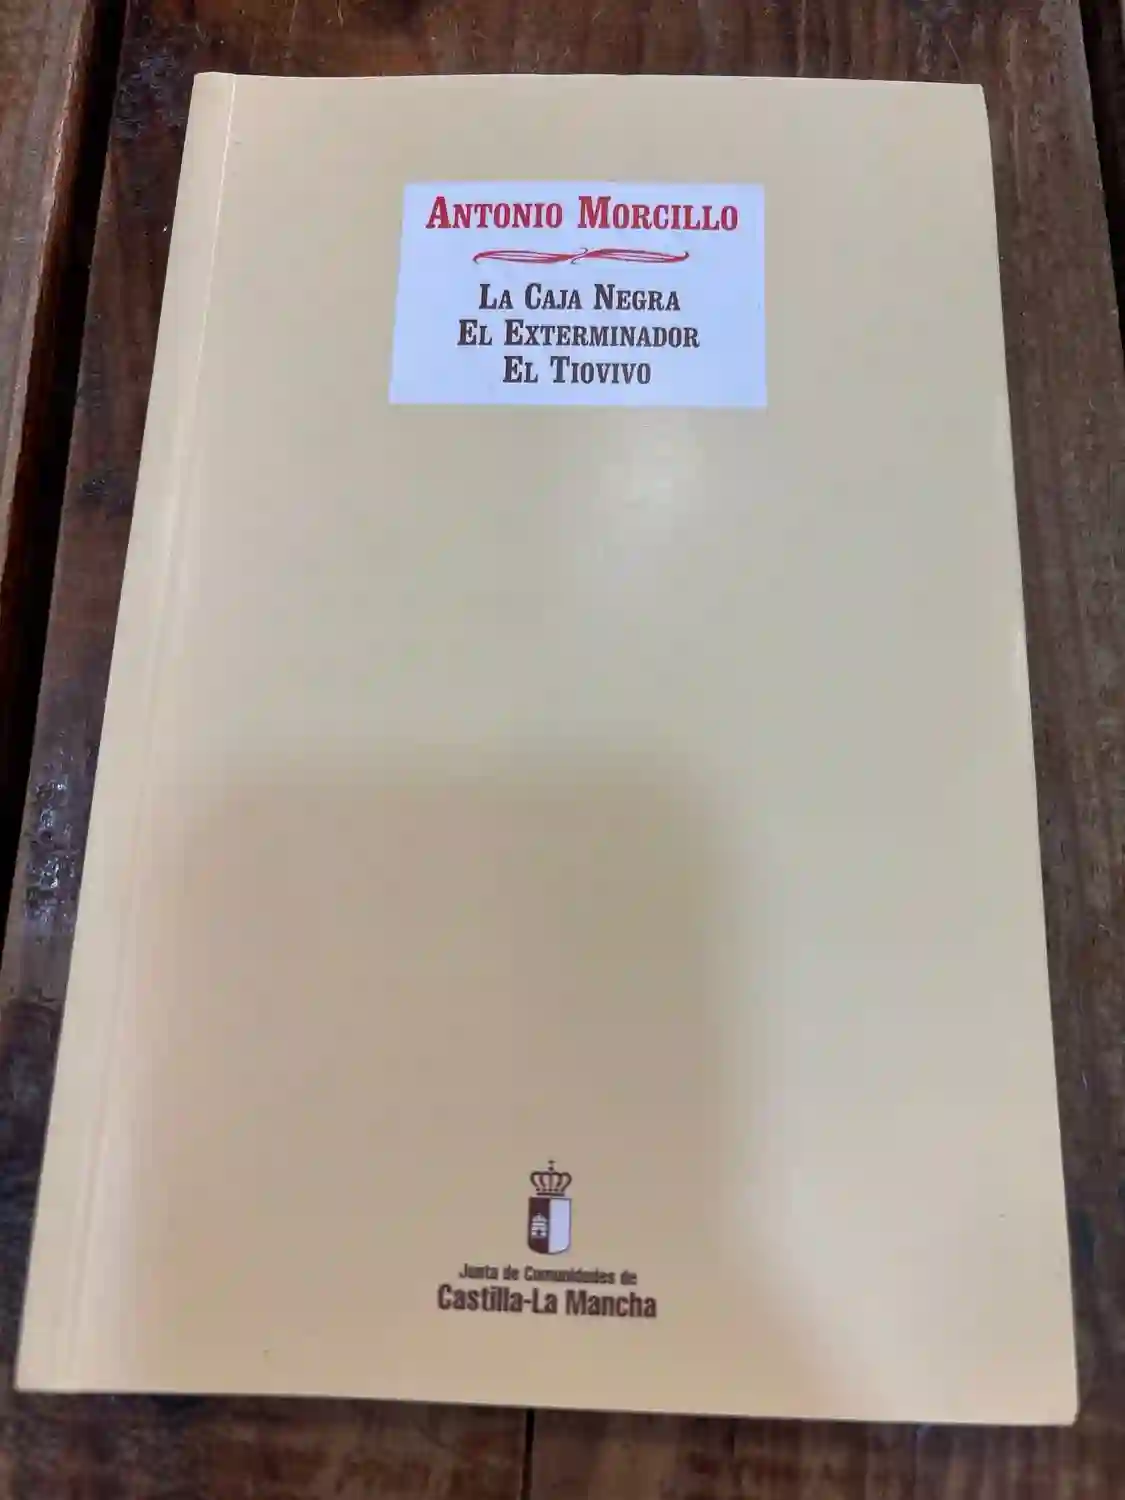 ANTONIO MORCILLO
LA CAJA NEGRA
EL EXTERMINADOR
EL TIOVIVO
Junta de Comunidades de
Castilla-La Mancha